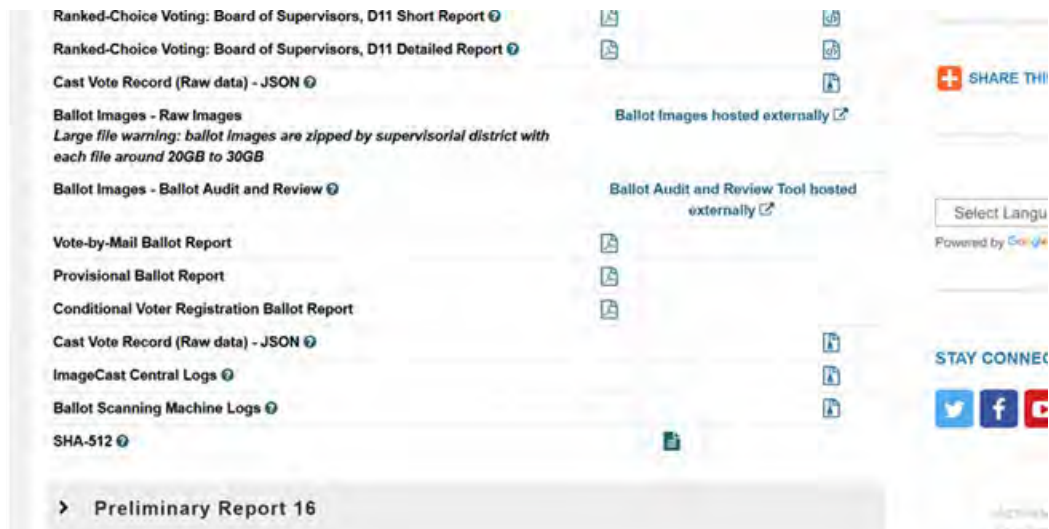 Ranked-Choice Voting: Board of Supervisors, D11 Short Report
Ranked-Choice Voting: Board of Supervisors, D11 Detailed Report
Cast Vote Record (Raw data) - JSON
SHARE THI
Ballot Images - Raw Images
Ballot Images hosted externally
Large file warning: ballot images are zipped by supervisorial district with
each file around 20GB to 30GB
Ballot Images - Ballot Audit and Review
Ballot Audit and Review Tool hosted
externally
Select Langu
Powered by Google
Vote-by-Mail Ballot Report
Provisional Ballot Report
Conditional Voter Registration Ballot Report
Cast Vote Record (Raw data) - JSON
STAY CONNEC
ImageCast Central Logs
Ballot Scanning Machine Logs
SHA-512
Preliminary Report 16